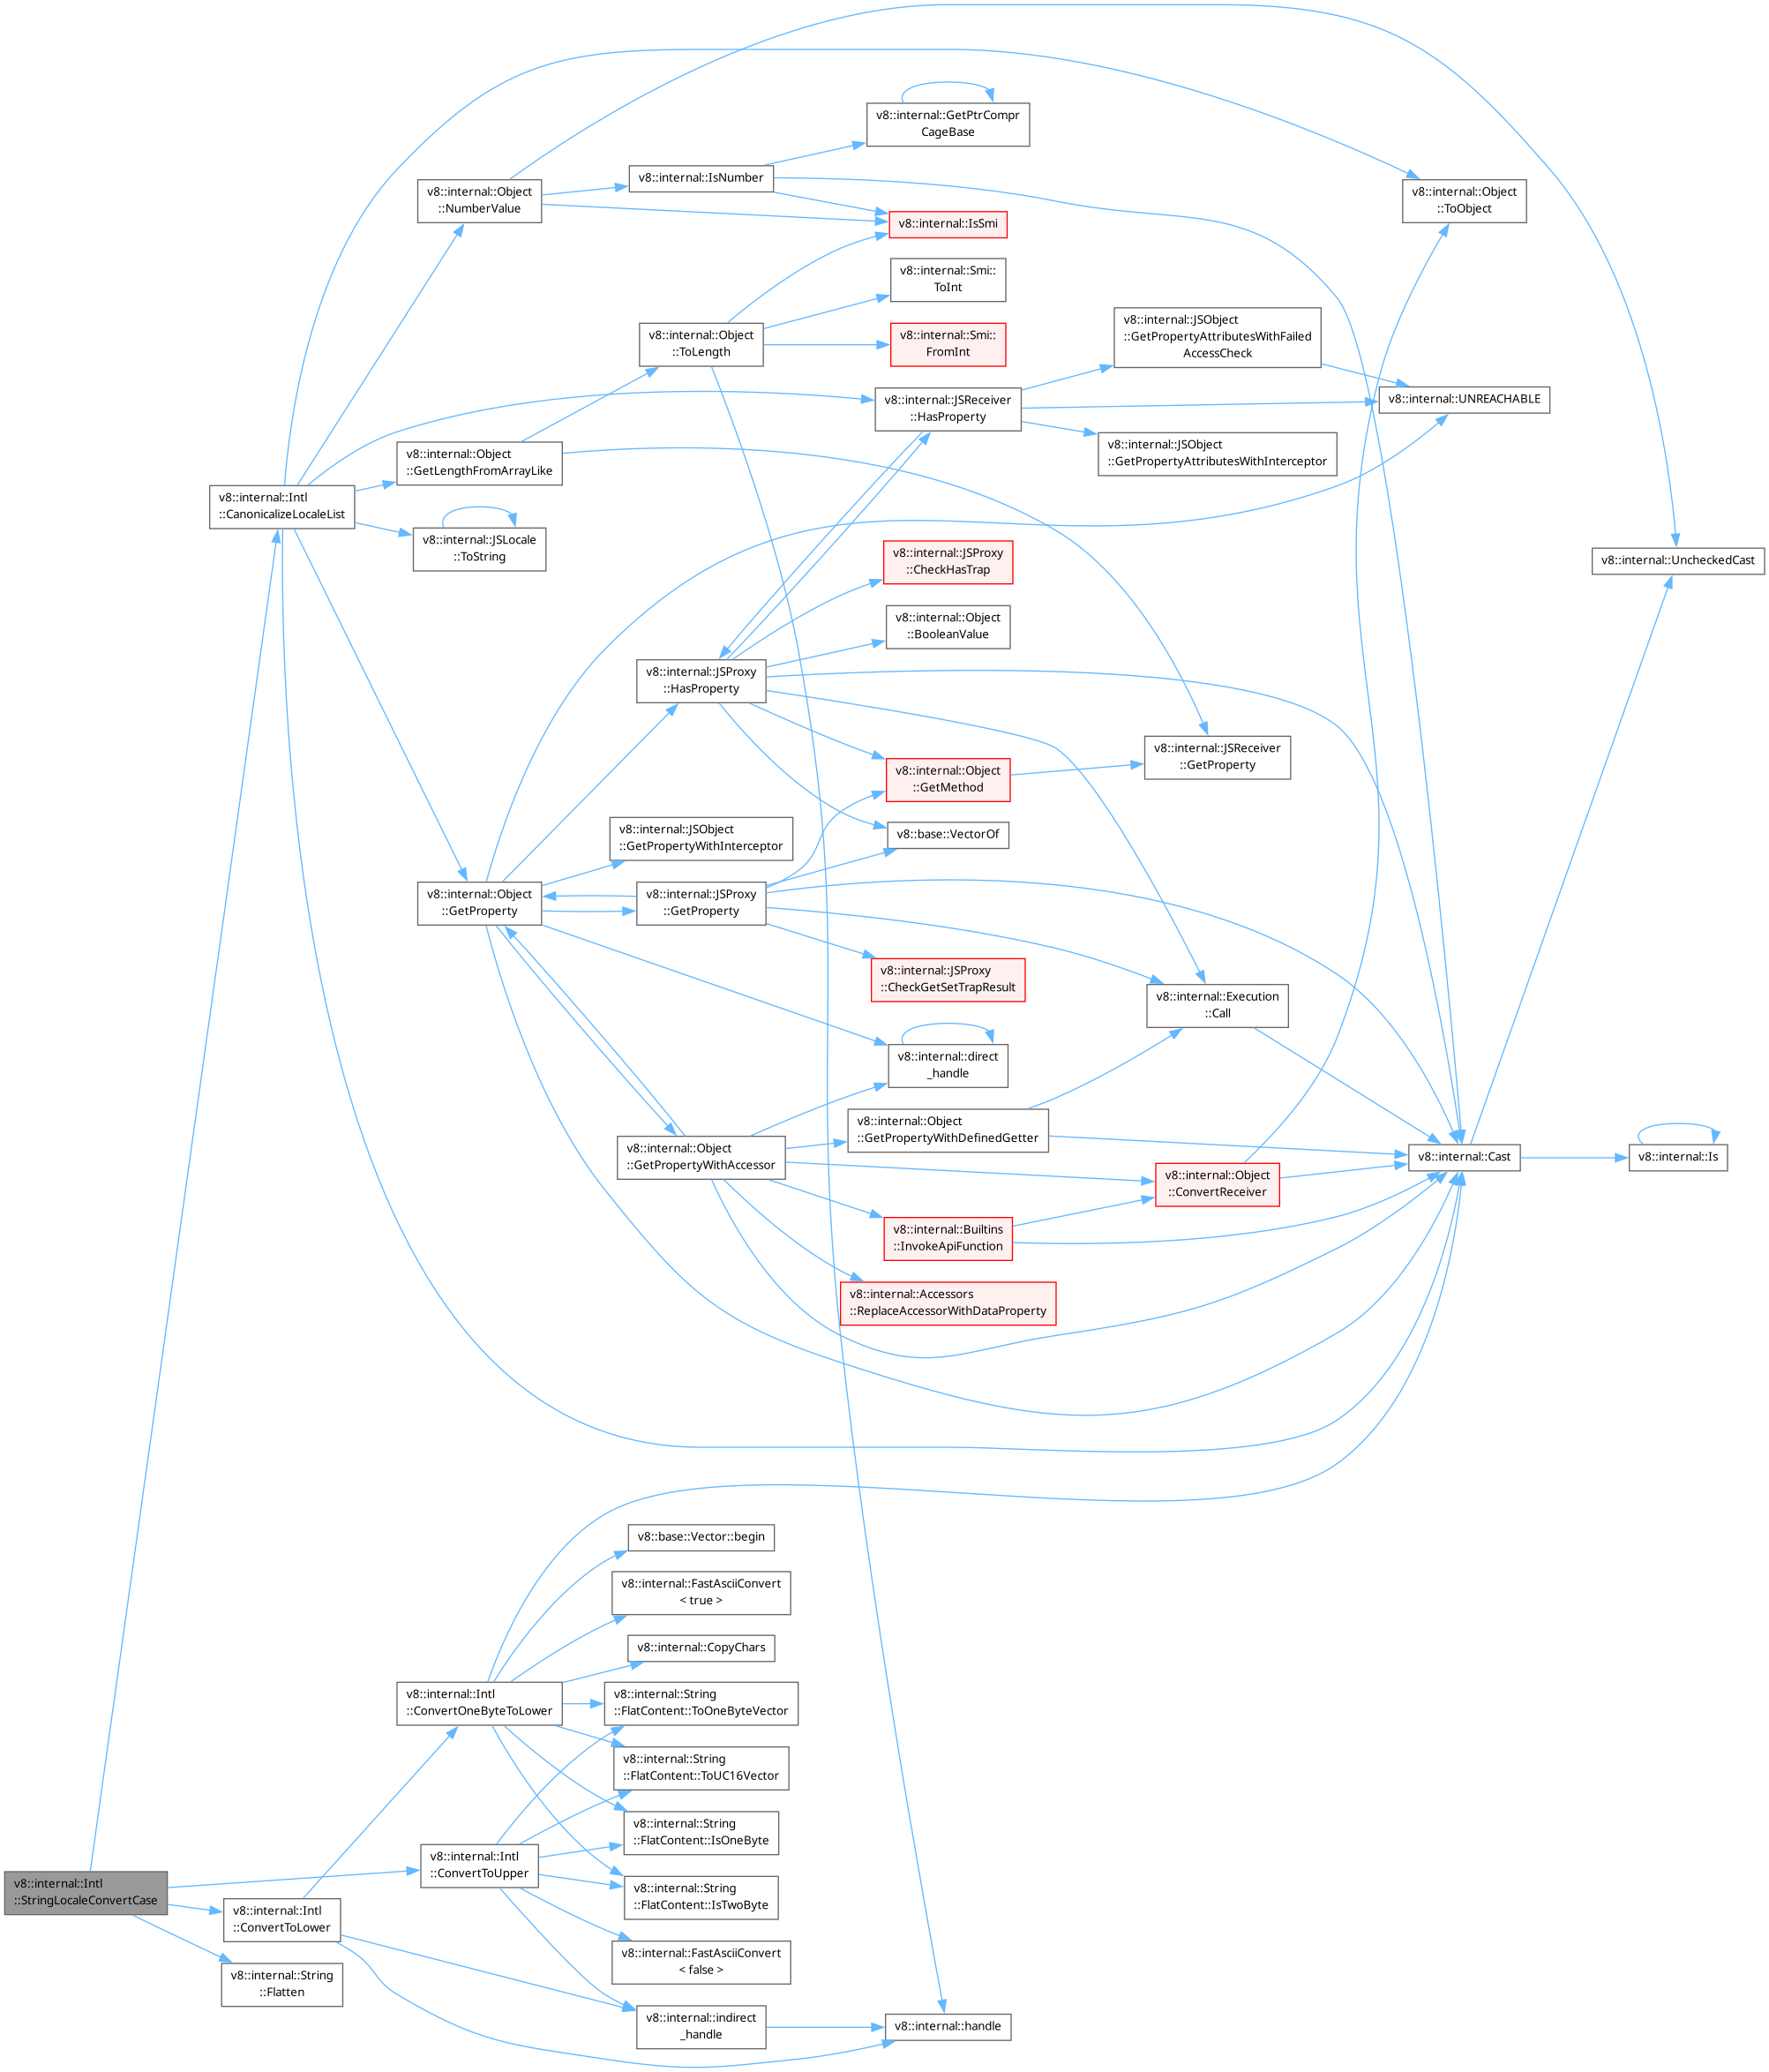 v8::internal::GetPtrCompr
CageBase
v8::internal::IsNumber
v8::internal::Object
::NumberValue
v8::internal::Object
::ToObject
v8::internal::IsSmi
v8::internal::Smi::
ToInt
v8::internal::Object
::ToLength
v8::internal::Smi::
FromInt
v8::internal::JSObject
::GetPropertyAttributesWithFailed
AccessCheck
v8::internal::JSReceiver
::HasProperty
v8::internal::UNREACHABLE
v8::internal::JSObject
::GetPropertyAttributesWithInterceptor
v8::internal::Object
::GetLengthFromArrayLike
v8::internal::Intl
::CanonicalizeLocaleList
v8::internal::JSLocale
::ToString
v8::internal::JSProxy
::CheckHasTrap
v8::internal::UncheckedCast
v8::internal::Object
::BooleanValue
v8::internal::JSProxy
::HasProperty
v8::internal::JSReceiver
::GetProperty
v8::internal::Object
::GetMethod
v8::internal::JSObject
::GetPropertyWithInterceptor
v8::base::VectorOf
v8::internal::Object
::GetProperty
v8::internal::JSProxy
::GetProperty
v8::internal::JSProxy
::CheckGetSetTrapResult
v8::internal::Execution
::Call
v8::internal::direct
_handle
v8::internal::Object
::GetPropertyWithDefinedGetter
v8::internal::Object
::GetPropertyWithAccessor
v8::internal::Cast
v8::internal::Is
v8::internal::Object
::ConvertReceiver
v8::internal::Builtins
::InvokeApiFunction
v8::internal::Accessors
::ReplaceAccessorWithDataProperty
v8::base::Vector::begin
v8::internal::FastAsciiConvert
< true >
v8::internal::CopyChars
v8::internal::Intl
::ConvertOneByteToLower
v8::internal::String
::FlatContent::ToOneByteVector
v8::internal::String
::FlatContent::ToUC16Vector
v8::internal::String
::FlatContent::IsOneByte
v8::internal::Intl
::ConvertToUpper
v8::internal::String
::FlatContent::IsTwoByte
v8::internal::Intl
::StringLocaleConvertCase
v8::internal::Intl
::ConvertToLower
v8::internal::FastAsciiConvert
< false >
v8::internal::String
::Flatten
v8::internal::indirect
_handle
v8::internal::handle